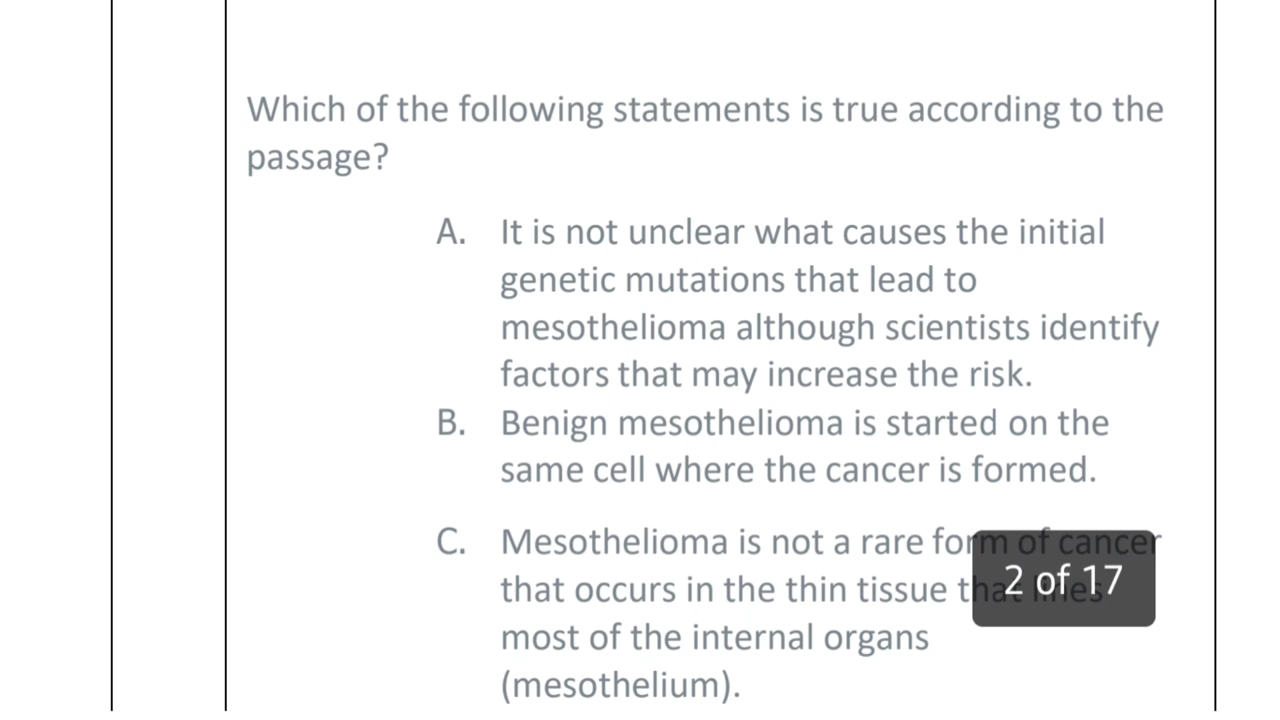 Which of the following statements is true according to the
passage?
A. It is not unclear what causes the initial
genetic mutations that lead to
mesothelioma although scientists identify
factors that may increase the risk.
B. Benign mesothelioma is started on the
same cell where the cancer is formed.
C. Mesothelioma is not a rare form of cancer
that occurs in the thin tissue that lines
2 of 17
most of the internal organs
(mesothelium).